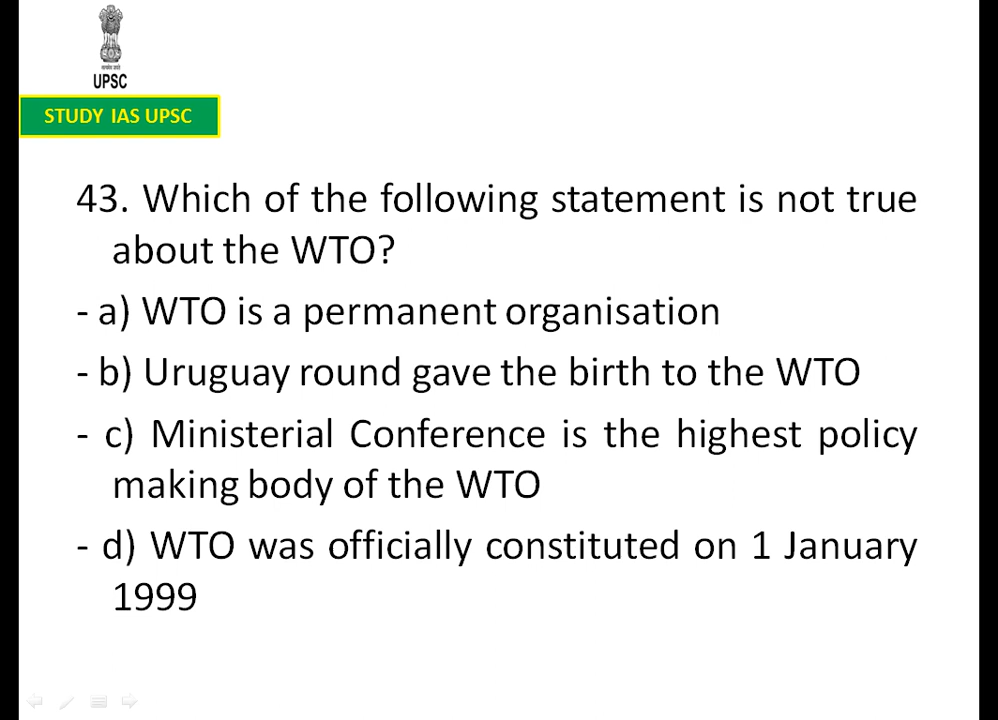 UPSC
STUDY IAS UPSC
43. Which of the following statement is not true
about the WTO?
- a) WTO is a permanent organisation
- b) Uruguay round gave the birth to the WTO
- c) Ministerial Conference is the highest policy
making body of the WTO
- d) WTO was officially constituted on 1 January
1999